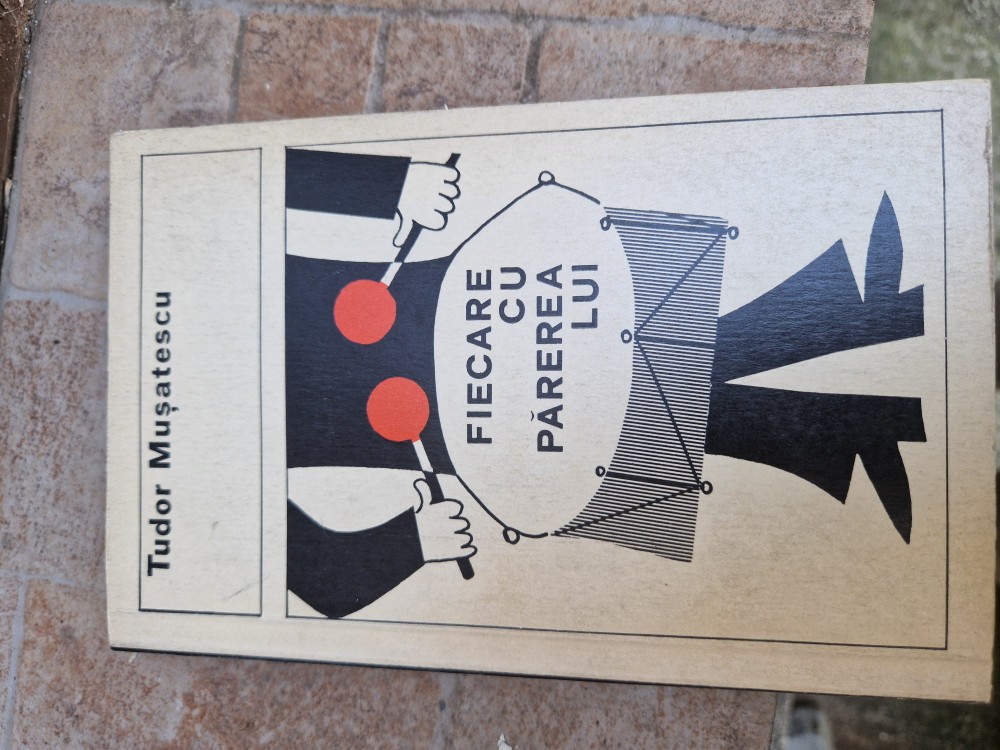 Tudor Mușatescu
FIECARE
CU
PĂREREA
LUI